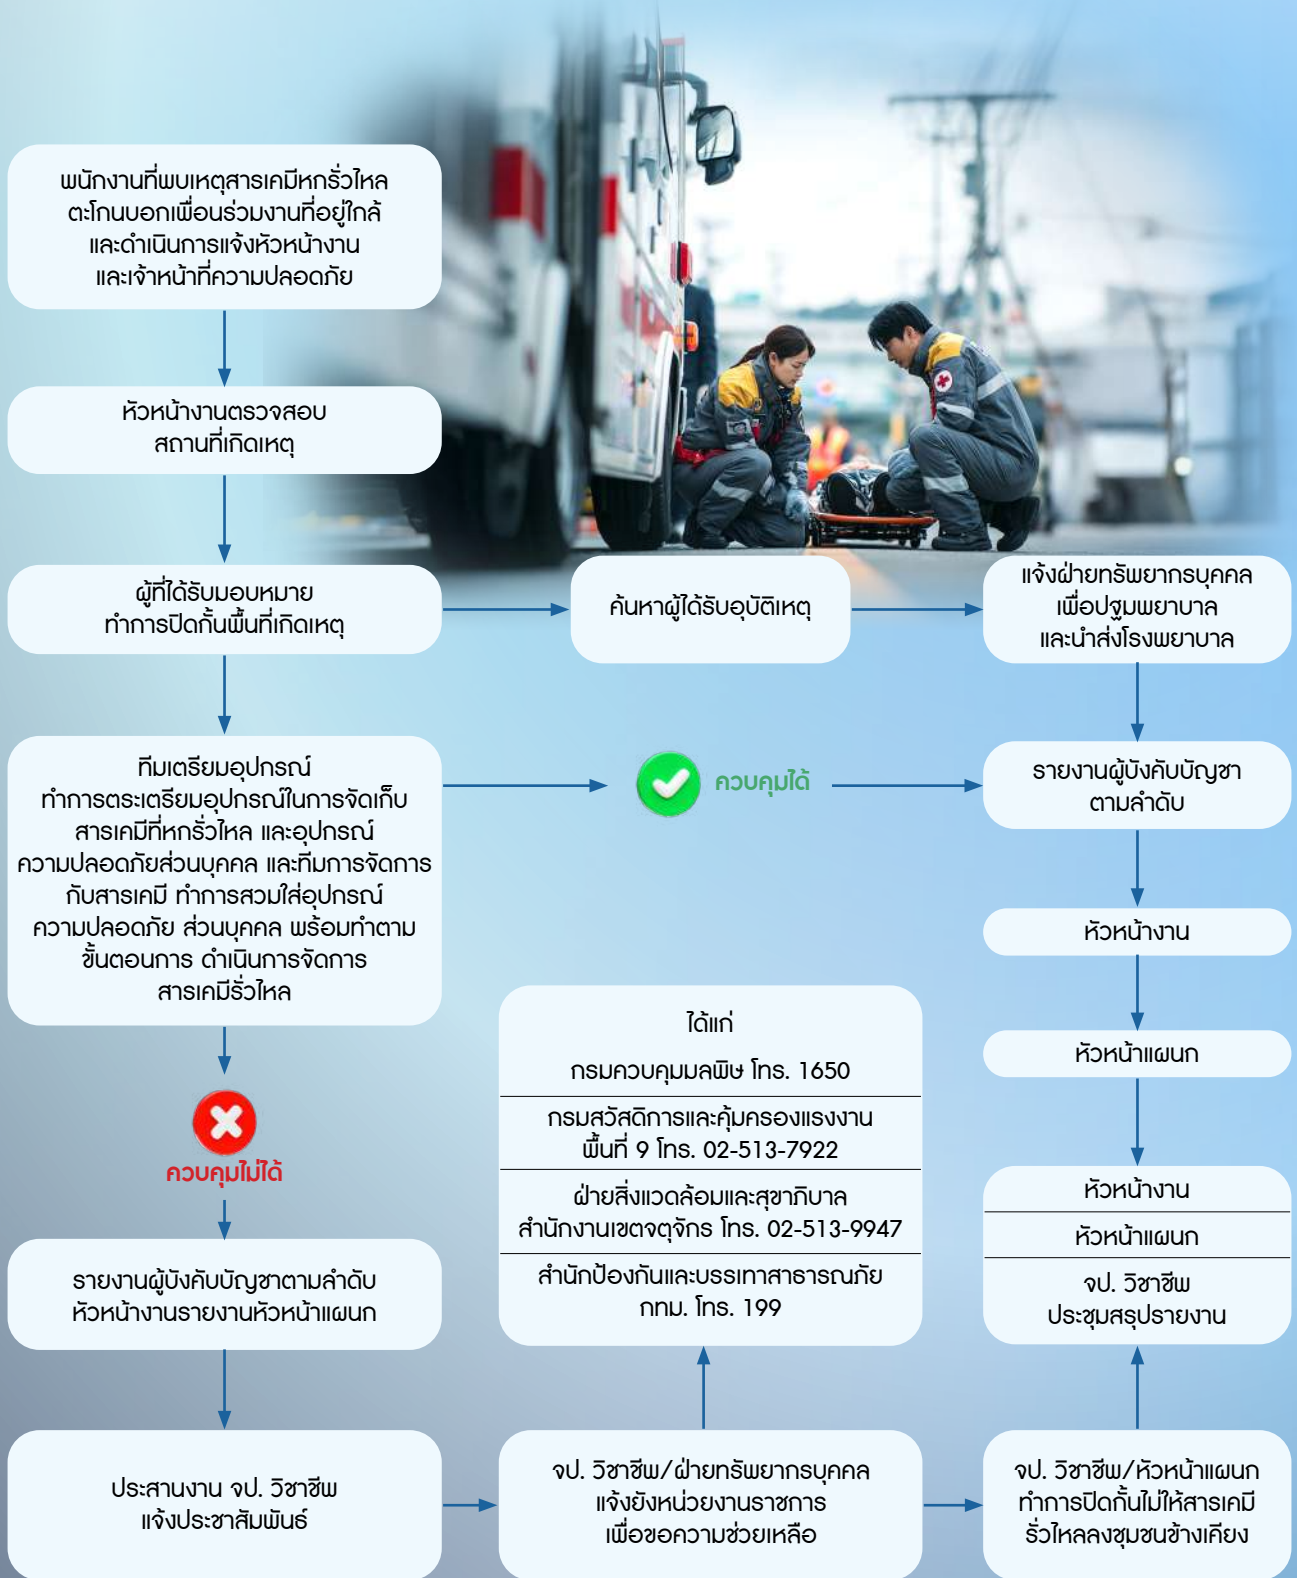 พนักงานที่พบเหตุสารเคมีหกรั่วไหล
ตะโกนบอกเพื่อนร่วมงานที่อยู่ใกล้
และดำเนินการแจ้งหัวหน้างาน
และเจ้าหน้าที่ความปลอดภัย
หัวหน้างานตรวจสอบ
สถานที่เกิดเหตุ
ผู้ที่ได้รับมอบหมาย
ทำการปิดกั้นพื้นที่เกิดเหตุ
ค้นหาผู้ได้รับอุบัติเหตุ
แจ้งฝ่ายทรัพยากรบุคคล
เพื่อปฐมพยาบาล
และนำส่งโรงพยาบาล
ทีมเตรียมอุปกรณ์
ทำการตระเตรียมอุปกรณ์ในการจัดเก็บ
สารเคมีที่หกรั่วไหล และอุปกรณ์
ความปลอดภัยส่วนบุคคล และทีมการจัดการ
กับสารเคมี ทำการสวมใส่อุปกรณ์
ความปลอดภัย ส่วนบุคคล พร้อมทำตาม
ขั้นตอนการ ดำเนินการจัดการ
สารเคมีรั่วไหล
ควบคุมได้
รายงานผู้บังคับบัญชา
ตามลำดับ
หัวหน้างาน
หัวหน้าแผนก
ควบคุมไม่ได้
รายงานผู้บังคับบัญชาตามลำดับ
หัวหน้างานรายงานหัวหน้าแผนก
ได้แก่
กรมควบคุมมลพิษ โทร. 1650
กรมสวัสดิการและคุ้มครองแรงงาน
พื้นที่ 9 โทร. 02-513-7922
ฝ่ายสิ่งแวดล้อมและสุขาภิบาล
สำนักงานเขตจตุจักร โทร. 02-513-9947
สำนักป้องกันและบรรเทาสาธารณภัย
กทม. โทร. 199
หัวหน้างาน
หัวหน้าแผนก
จป. วิชาชีพ
ประชุมสรุปรายงาน
ประสานงาน จป. วิชาชีพ
แจ้งประชาสัมพันธ์
จป. วิชาชีพ/ฝ่ายทรัพยากรบุคคล
แจ้งยังหน่วยงานราชการ
เพื่อขอความช่วยเหลือ
จป. วิชาชีพ/หัวหน้าแผนก
ทำการปิดกั้นไม่ให้สารเคมี
รั่วไหลลงชุมชนข้างเคียง